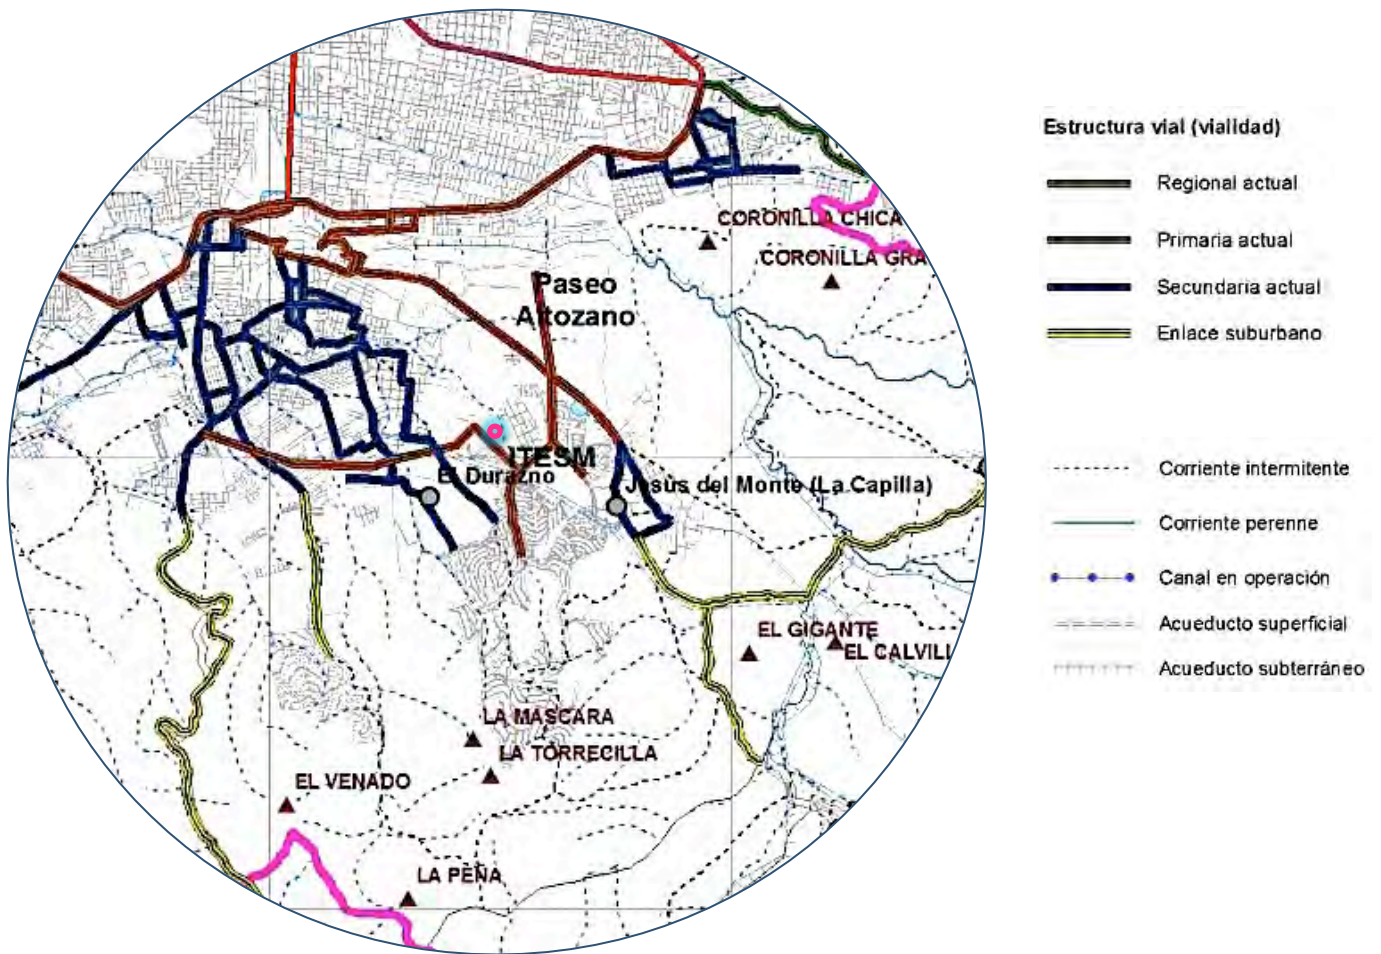 Estructura vial (vialidad)
Regional actual
Primaria actual
Secundaria actual
Enlace suburbano
Corriente intermitente
Corriente perenne
Canal en operación
Acueducto superficial
Acueducto subterráneo
CORONILLA CHICA
CORONILLA GRA
Paseo
Altozano
ITESM
El Durazno
Jesús del Monte (La Capilla)
EL GIGANTE
EL CALVILL
LA MASCARA
LA TORRECILLA
EL VENADO
LA PEÑA